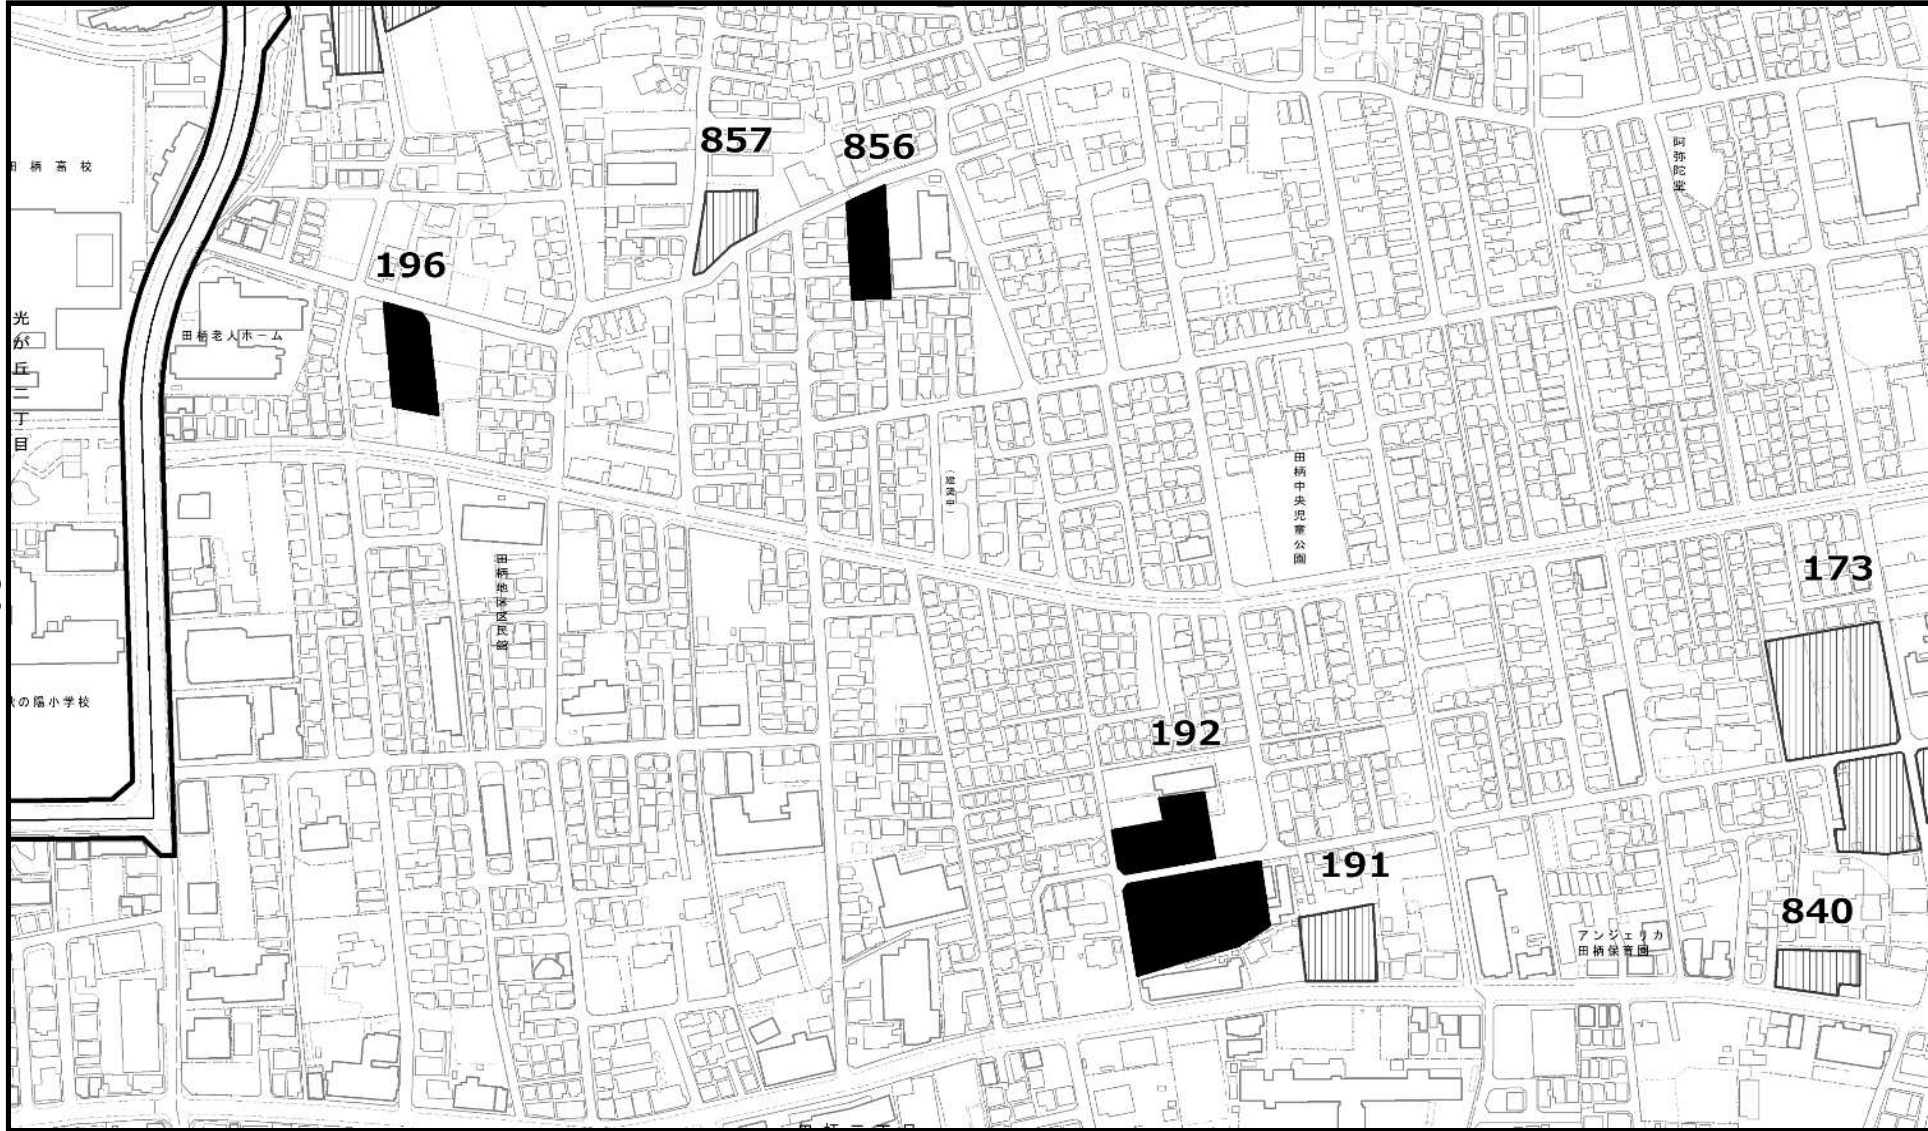 857
856
阿弥陀堂
田柄高校
196
光が丘二丁目
田柄老人ホーム
田柄中央児童公園
(建築中)
田柄地区区民館
173
の陽小学校
192
191
840
アンジェリカ
田柄保育園